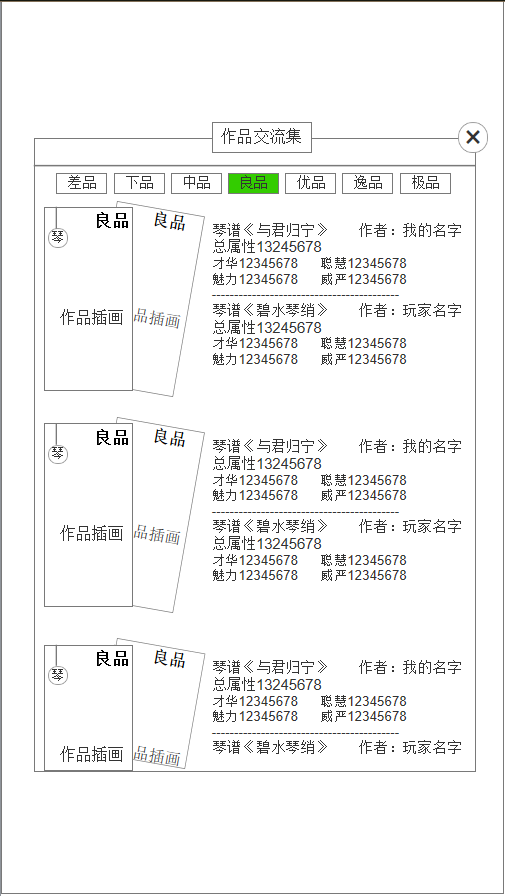 作品交流集
差品 下品 中品 良品 优品 逸品 极品
良品 良品
琴
作品插画 品插画
琴谱《与君归宁》 作者：我的名字
总属性13245678
才华12345678 聪慧12345678
魅力12345678 威严12345678
------------------------------------------
琴谱《碧水琴绡》 作者：玩家名字
总属性13245678
才华12345678 聪慧12345678
魅力12345678 威严12345678
良品 良品
琴
作品插画 品插画
琴谱《与君归宁》 作者：我的名字
总属性13245678
才华12345678 聪慧12345678
魅力12345678 威严12345678
------------------------------------------
琴谱《碧水琴绡》 作者：玩家名字
总属性13245678
才华12345678 聪慧12345678
魅力12345678 威严12345678
良品 良品
琴
作品插画 品插画
琴谱《与君归宁》 作者：我的名字
总属性13245678
才华12345678 聪慧12345678
魅力12345678 威严12345678
------------------------------------------
琴谱《碧水琴绡》 作者：玩家名字